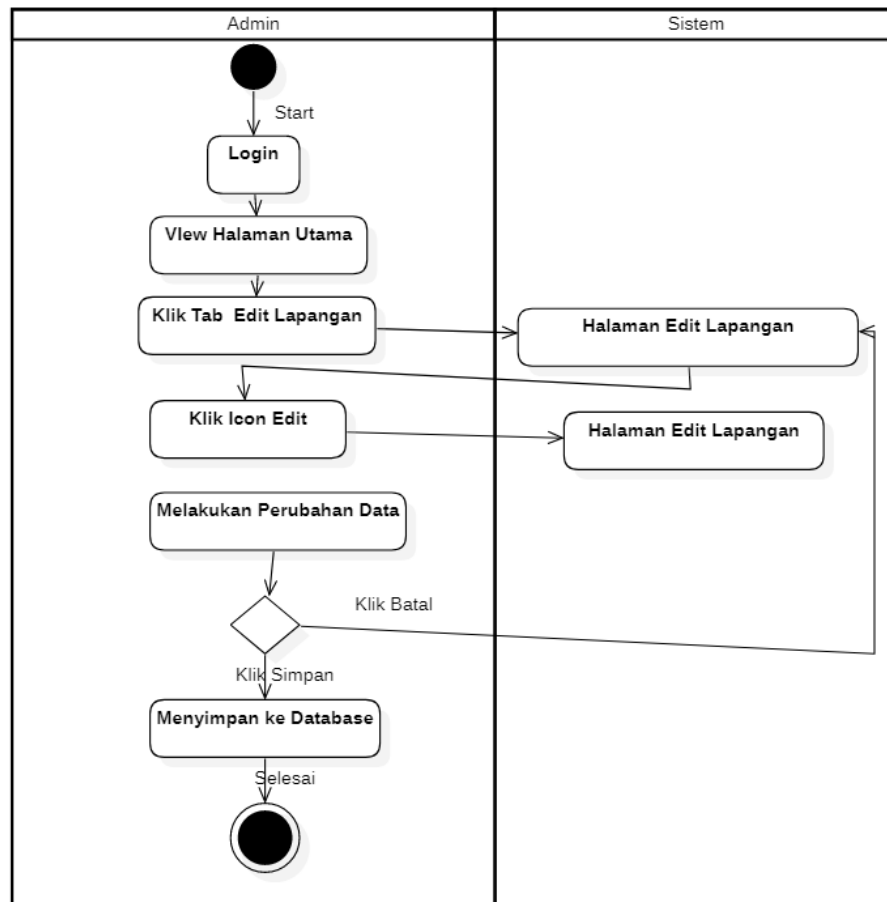 Admin
Sistem
Start
Login
VIew Halaman Utama
Klik Tab  Edit Lapangan
Halaman Edit Lapangan
Klik Icon Edit
Halaman Edit Lapangan
Melakukan Perubahan Data
Klik Batal
Klik Simpan
Menyimpan ke Database
Selesai